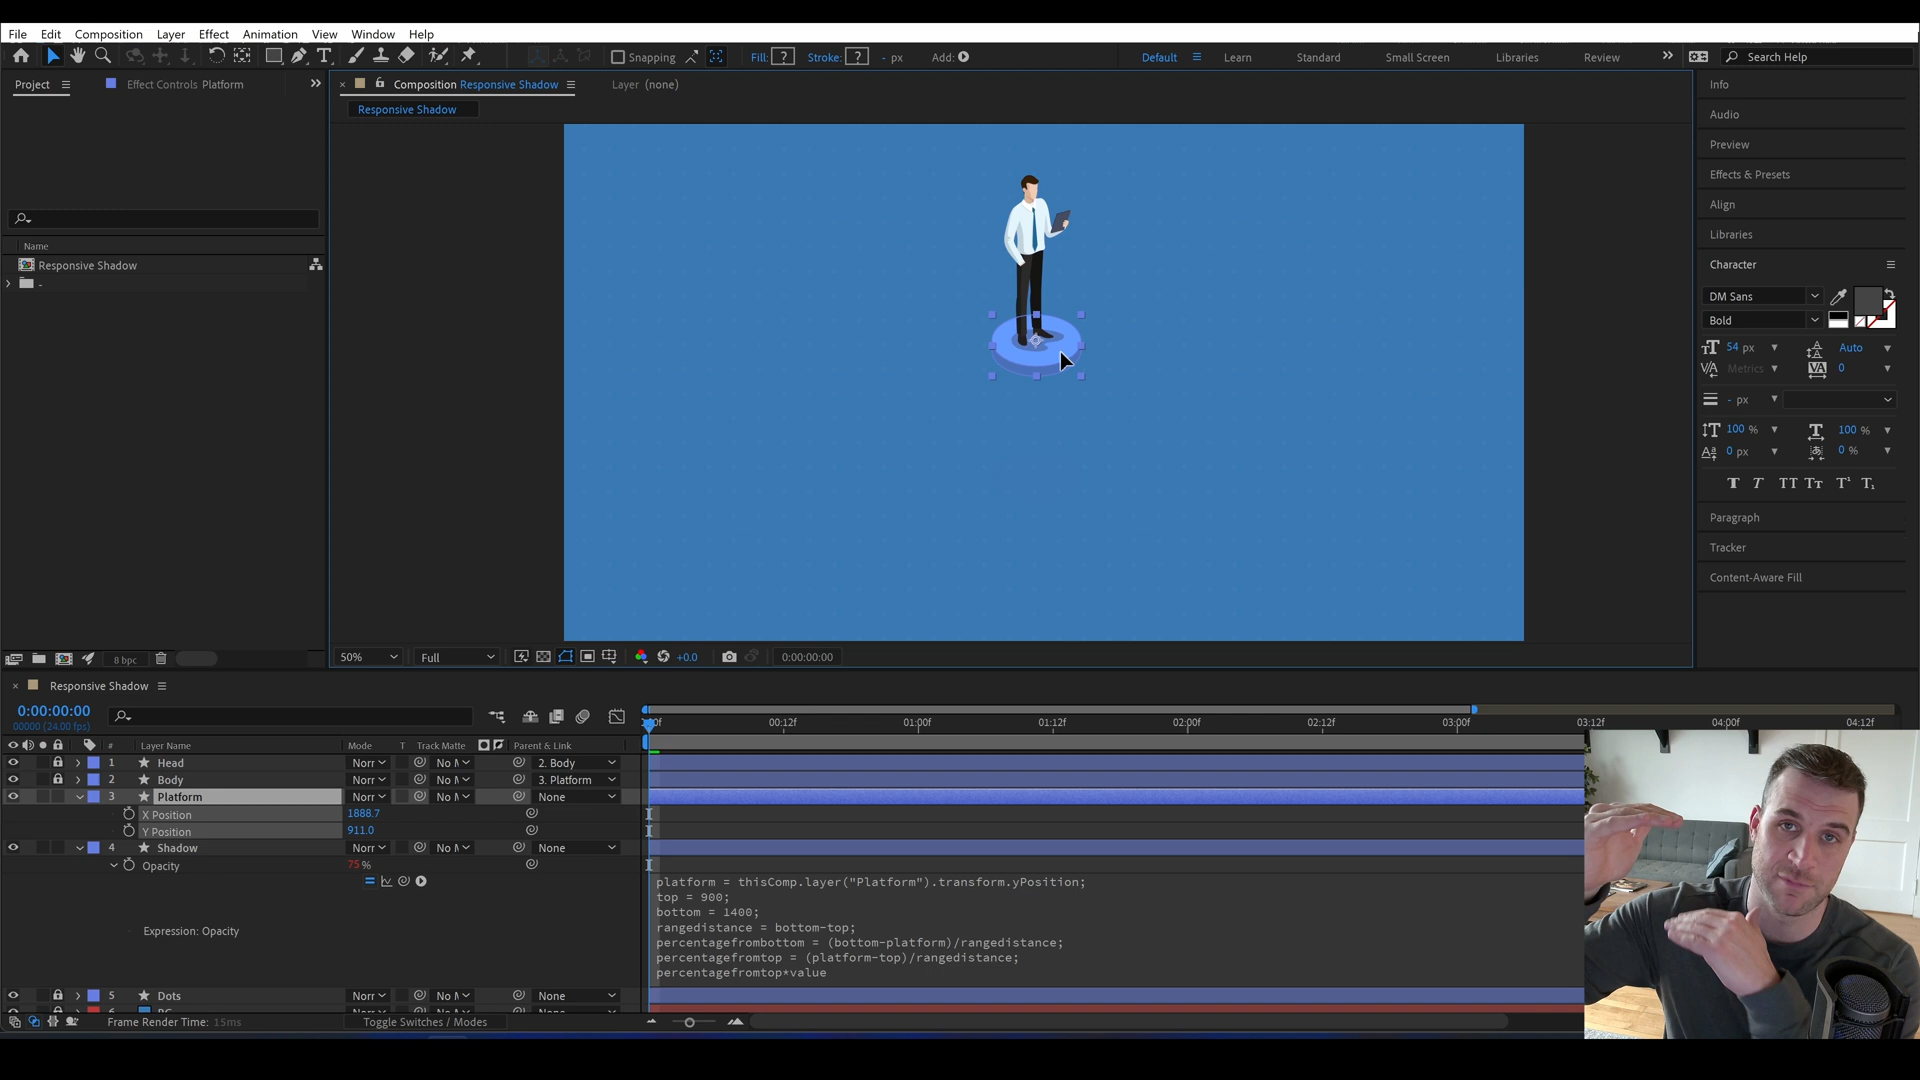 File Edit Composition Layer Effect Animation View Window Help
Snapping Fill: ? Stroke: ? - px Add: Default Learn Standard Small Screen Libraries Review Search Help
Project Effect Controls Platform
Composition Responsive Shadow Layer (none)
Responsive Shadow
Name
Responsive Shadow
-
8 bpc
50% Full +0.0 0:00:00:00
Info
Audio
Preview
Effects & Presets
Align
Libraries
Character
DM Sans
Bold
54 px Auto
Metrics 0
- px
100 % 100 %
0 px 0 %
Paragraph
Tracker
Content-Aware Fill
Responsive Shadow
0:00:00:00
00000 (24.00 fps)
00:12f 01:00f 01:12f 02:00f 02:12f 03:00f 03:12f 04:00f 04:12f
# Layer Name Mode T Track Matte Parent & Link
1 Head Norr No M 2. Body
2 Body Norr No M 3. Platform
3 Platform Norr No M None
X Position 1888.7
Y Position 911.0
4 Shadow Norr No M None
Opacity 75 %
Expression: Opacity
platform = thisComp.layer("Platform").transform.yPosition;
top = 900;
bottom = 1400;
rangedistance = bottom-top;
percentagefrombottom = (bottom-platform)/rangedistance;
percentagefromtop = (platform-top)/rangedistance;
percentagefromtop*value
5 Dots Norr No M None
Frame Render Time: 15ms Toggle Switches / Modes